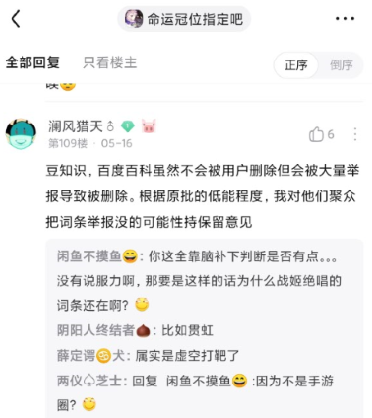 命运冠位指定吧
全部回复 只看楼主 正序 倒序
澜风猎天
第109楼 · 05-16
6
豆知识，百度百科虽然不会被用户删除但会被大量举
报导致被删除。根据原批的低能程度，我对他们聚众
把词条举报没的可能性持保留意见
闲鱼不摸鱼😄: 你这全靠脑补下判断是否有点。。。
没有说服力啊，那要是这样的话为什么战姬绝唱的
词条还在啊？
阴阳人终结者🌰: 比如贯虹
薛定谔犬: 属实是虚空打靶了
两仪♤芝士: 回复 闲鱼不摸鱼😄 :因为不是手游
圈？